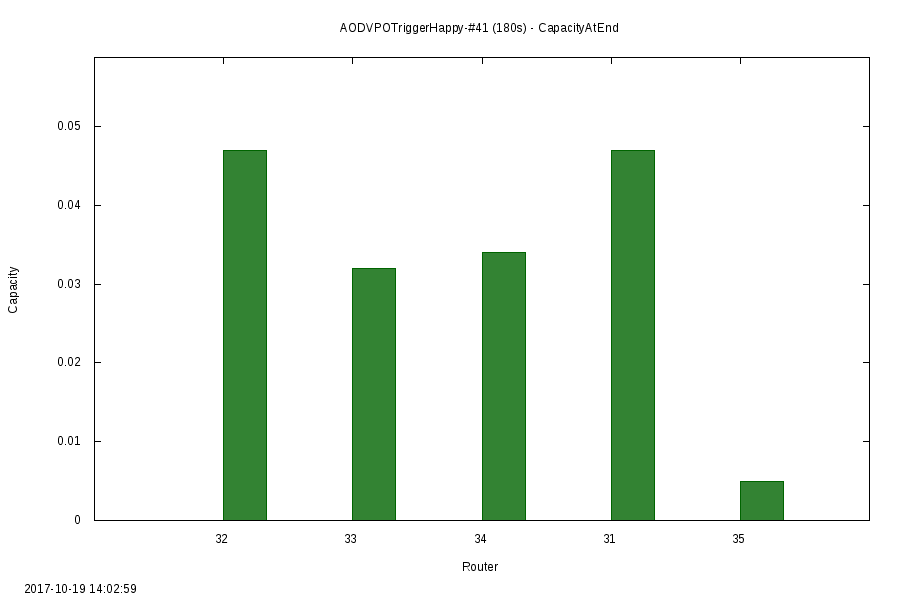 AODVPOTriggerHappy-#41 (180s) - CapacityAtEnd
0.05
0.04
0.03
0.02
0.01
0
Capacity
32 33 34 31 35
Router
2017-10-19 14:02:59